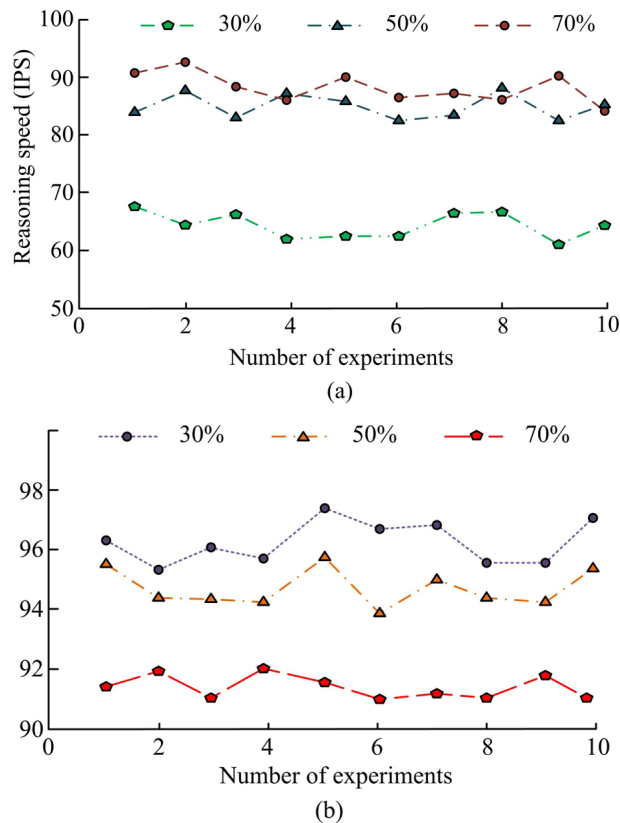 100
30% 50% 70%
90
80
70
60
50
Reasoning speed (IPS)
0 2 4 6 8 10
Number of experiments
(a)
30% 50% 70%
98
96
94
92
90
0 2 4 6 8 10
Number of experiments
(b)